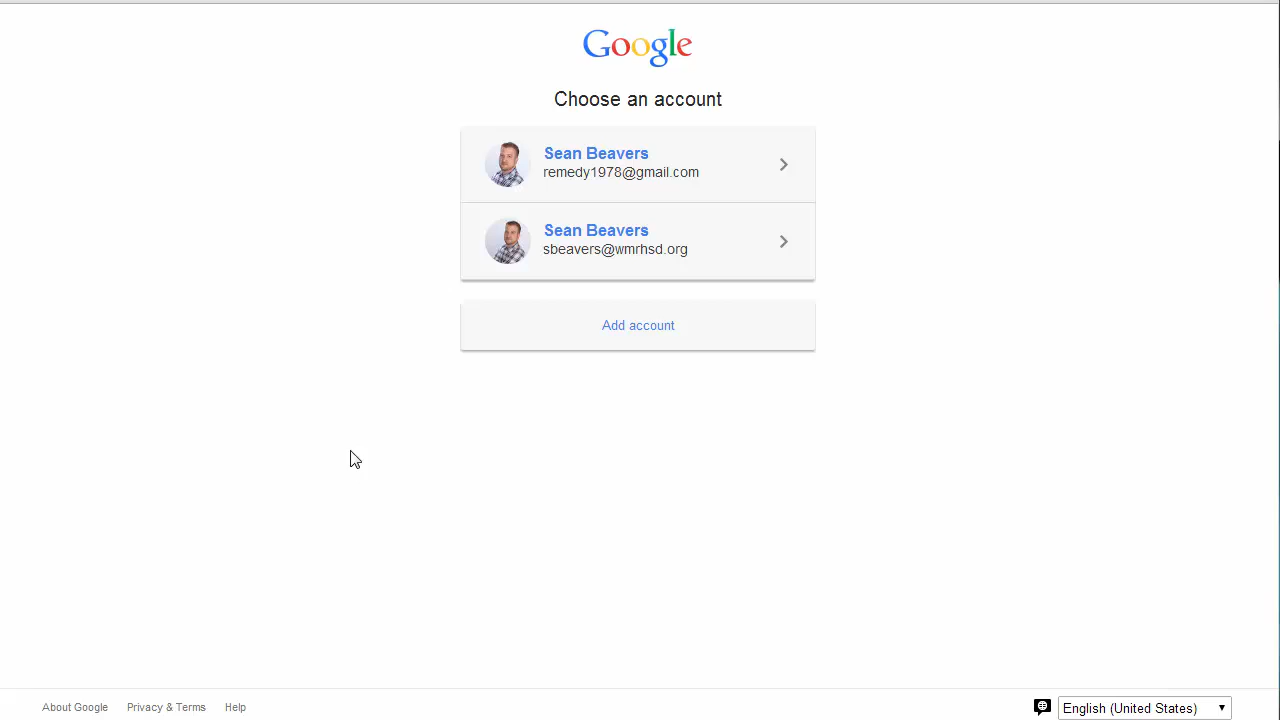 Google
Choose an account
Sean Beavers
remedy1978@gmail.com
Sean Beavers
sbeavers@wmrhsd.org
Add account
About Google Privacy & Terms Help
English (United States)